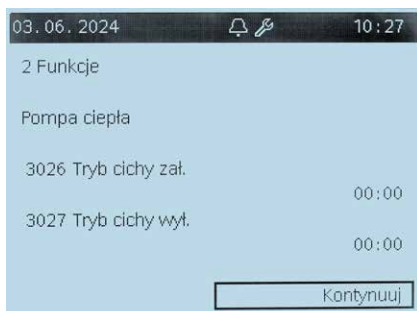 03.06.2024 10:27
2 Funkcje
Pompa ciepła
3026 Tryb cichy zał.
00:00
3027 Tryb cichy wył.
00:00
Kontynuuj